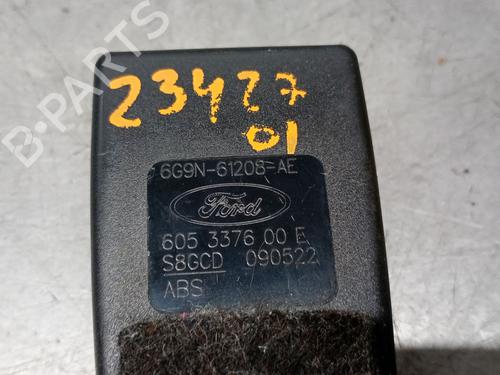 B-PARTS
23427
01
6G9N-61208-AE
Ford
605 3376 00 E
S8GCD 090522
ABS